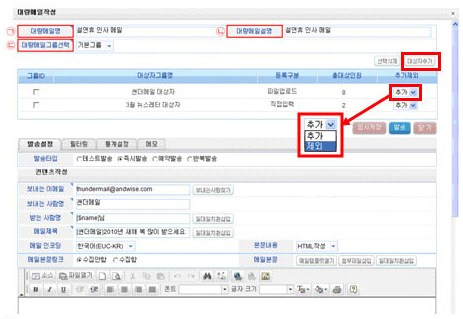 대량메일작성
㉠ 대량메일명 설연휴 인사 메일 ㉡ 대량메일설명 설연휴 인사 메일
㉢ 대량메일그룹선택 기본그룹
선택삭제 대상자추가
그룹ID 대상자그룹명 등록구분 총대상인원 추가제외
썬더메일 대상자 파일업로드 8 추가
3월 뉴스레터 대상자 직접입력 2 추가
추가
추가
제외
임시저장 발송 닫기
발송설정 필터링 통계설정 메모
발송타입 테스트발송 즉시발송 예약발송 반복발송
컨텐츠작성
보내는 이메일 thundermail@andwise.com 보내는사람찾기
보내는 사람명 썬더메일
받는 사람명 [$name]님 일대일치환삽입
메일제목 [썬더메일]2010년 새해 복 많이 받으세요. 일대일치환삽입
메일 인코딩 한국어(EUC-KR) 본문내용 HTML작성
메일본문링크 수집안함 수집함 메일본문 메일템플릿열기 첨부파일삽입 일대일치환삽입
소스 파일열기
B I U 폰트 글자 크기